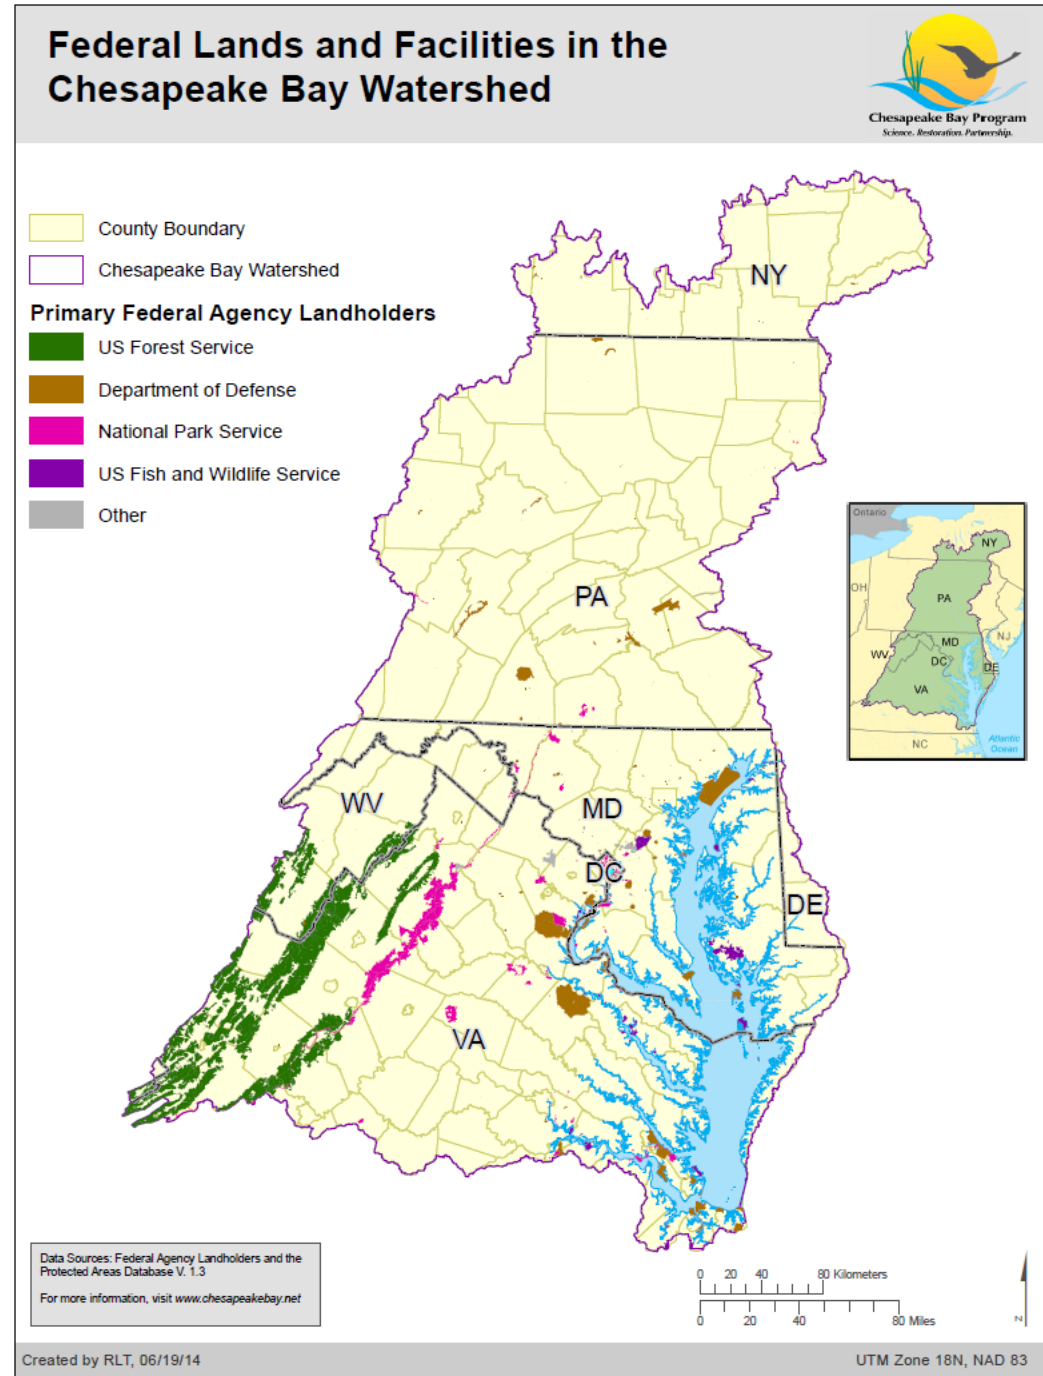 Federal Lands and Facilities in the
Chesapeake Bay Watershed
Chesapeake Bay Program
Science. Restoration. Partnership.
County Boundary
Chesapeake Bay Watershed
Primary Federal Agency Landholders
US Forest Service
Department of Defense
National Park Service
US Fish and Wildlife Service
Other
NY
PA
WV
MD
DC
DE
VA
Ontario
NY
OH
PA
NJ
MD
WV
DC
DE
VA
NC
Atlantic
Ocean
Data Sources: Federal Agency Landholders and the
Protected Areas Database V. 1.3
For more information, visit www.chesapeakebay.net
0 20 40 80 Kilometers
0 20 40 80 Miles
N
Created by RLT, 06/19/14
UTM Zone 18N, NAD 83